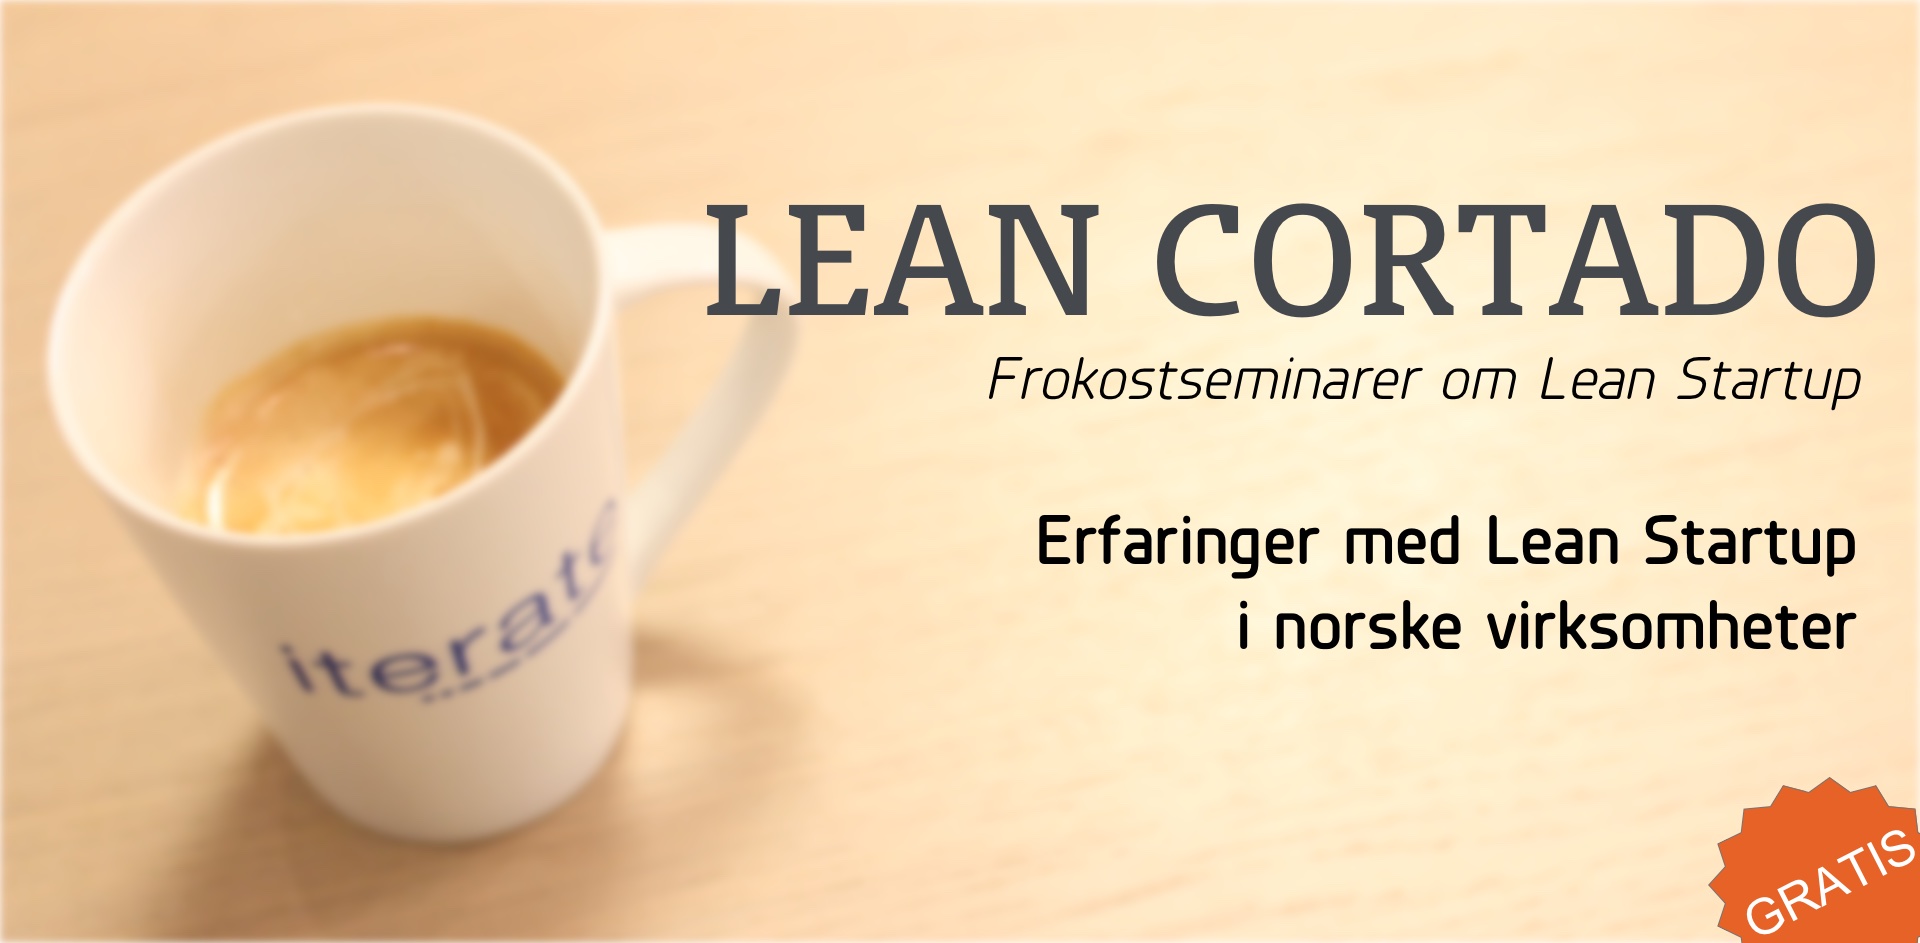 LEAN CORTADO
Frokostseminarer om Lean Startup
Erfaringer med Lean Startup
i norske virksomheter
iterate
GRATIS